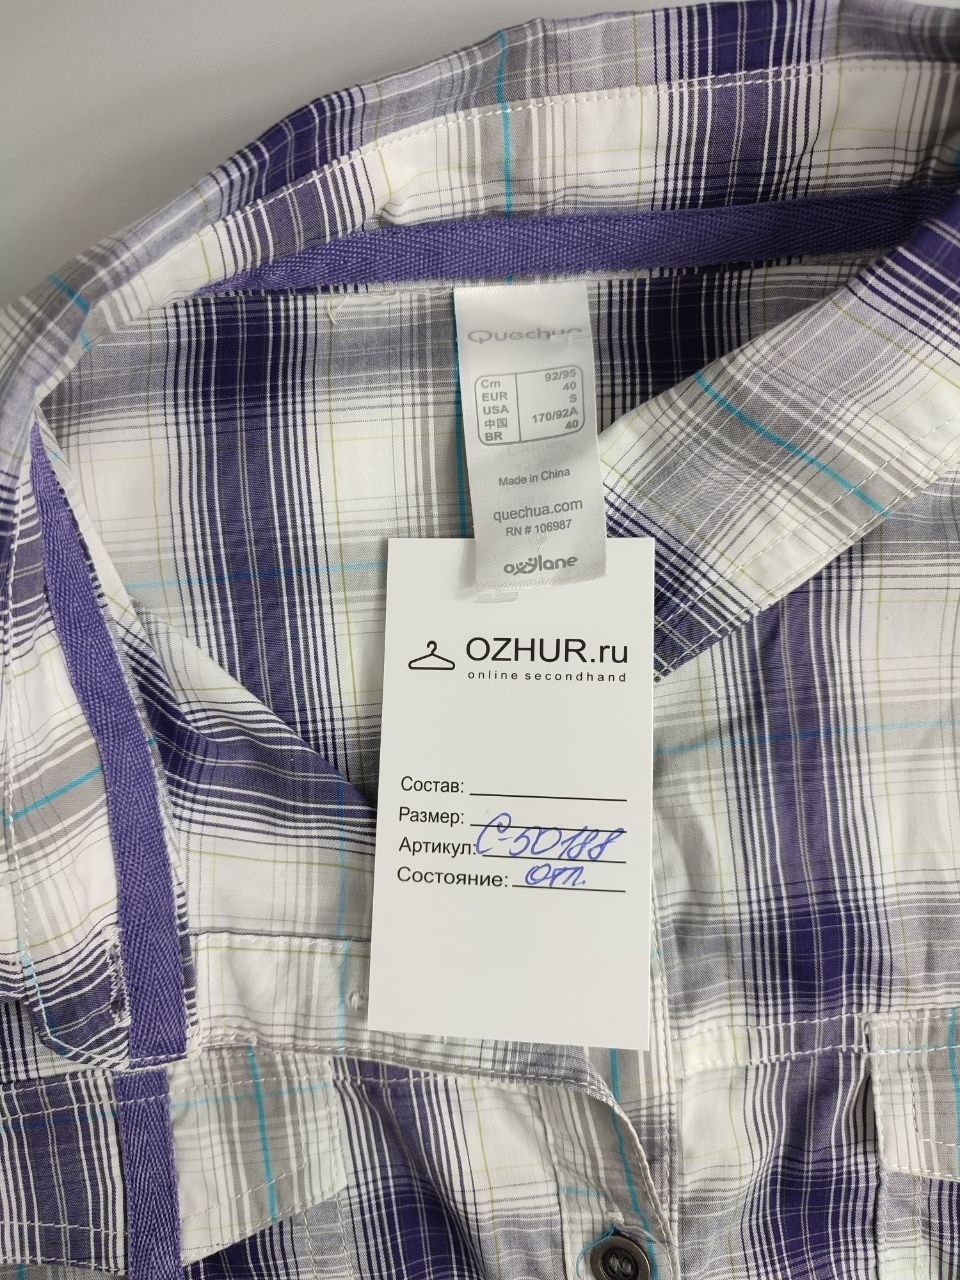 Quechua
Cm 92/95
EUR 40
USA S
中国 170/92A
BR 40
Made in China
quechua.com
RN # 106987
oxylane
OZHUR.ru
online secondhand
Состав:
Размер:
Артикул: С-50188
Состояние: отл.